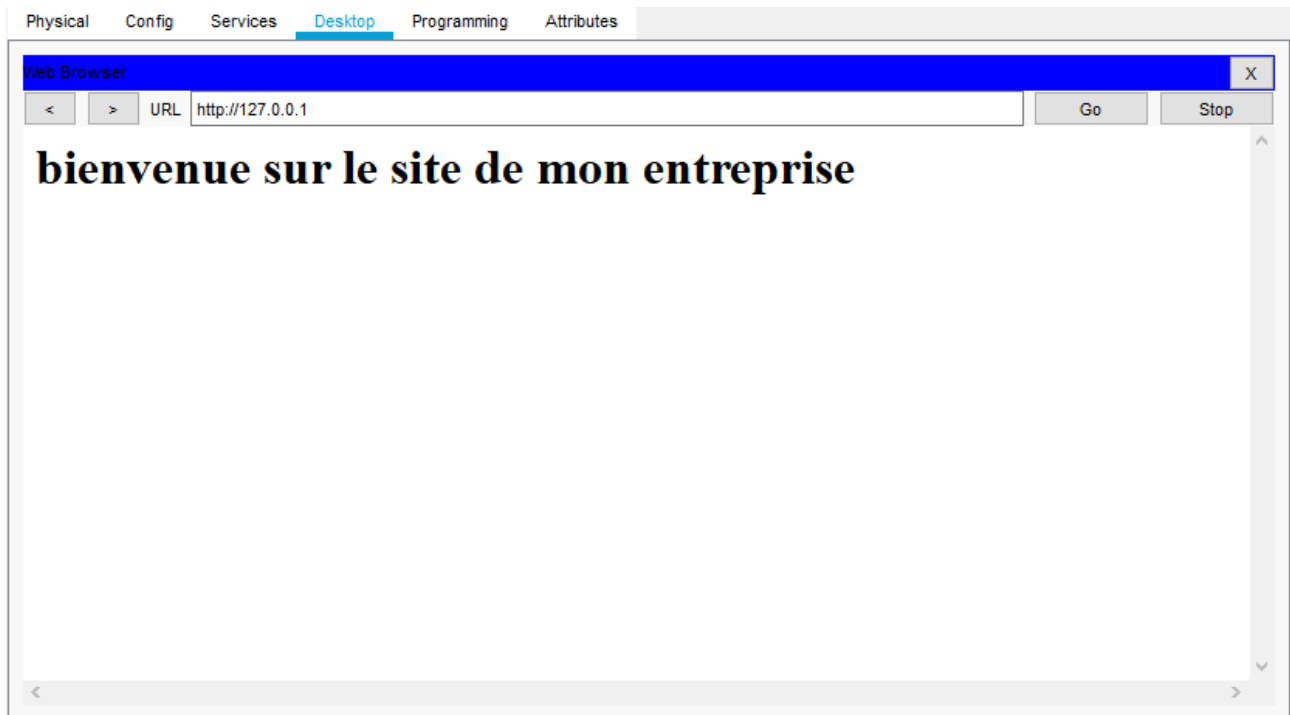 Physical Config Services Desktop Programming Attributes
Web Browser X
< > URL http://127.0.0.1 Go Stop
bienvenue sur le site de mon entreprise